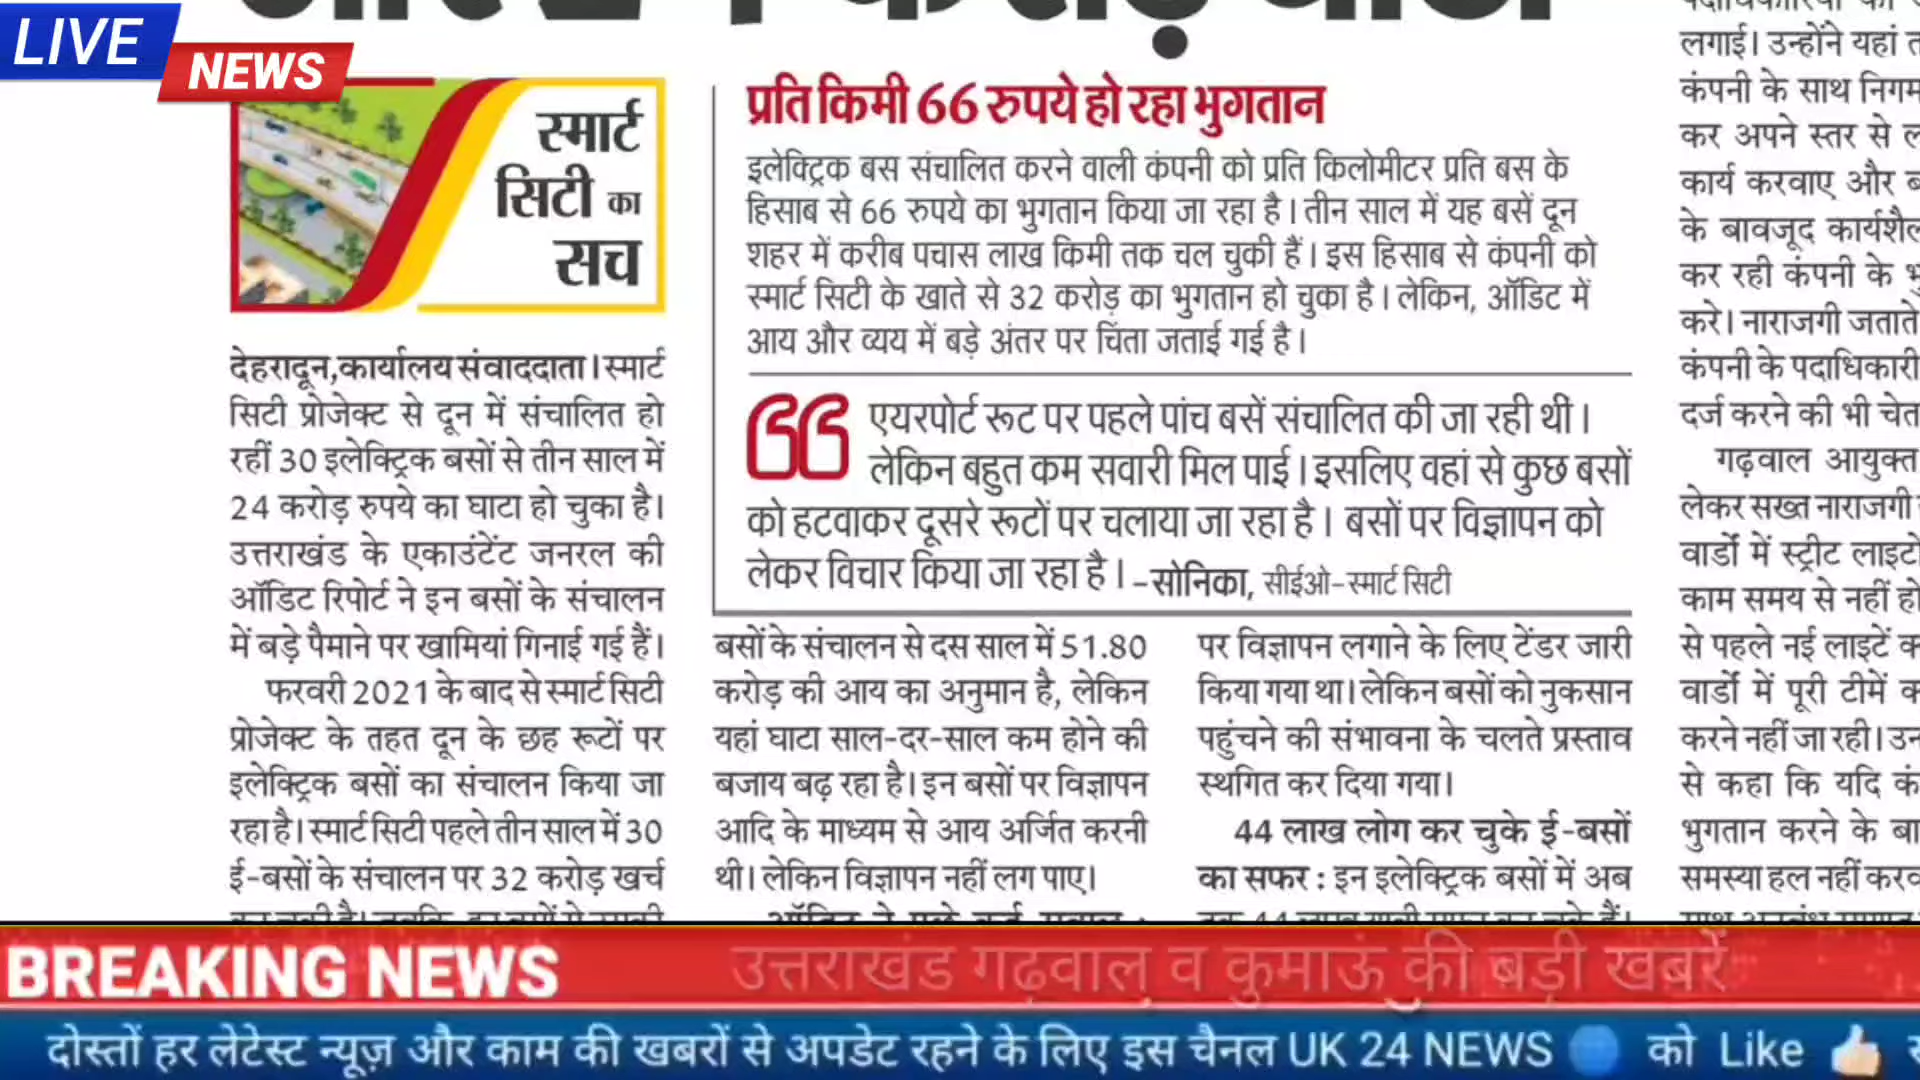 LIVE
NEWS
स्मार्ट
सिटी का
सच
देहरादून, कार्यालय संवाददाता। स्मार्ट
सिटी प्रोजेक्ट से दून में संचालित हो
रहीं 30 इलेक्ट्रिक बसों से तीन साल में
24 करोड़ रुपये का घाटा हो चुका है।
उत्तराखंड के एकाउंटेंट जनरल की
ऑडिट रिपोर्ट ने इन बसों के संचालन
में बड़े पैमाने पर खामियां गिनाई गई हैं।
फरवरी 2021 के बाद से स्मार्ट सिटी
प्रोजेक्ट के तहत दून के छह रूटों पर
इलेक्ट्रिक बसों का संचालन किया जा
रहा है। स्मार्ट सिटी पहले तीन साल में 30
ई-बसों के संचालन पर 32 करोड़ खर्च
प्रति किमी 66 रुपये हो रहा भुगतान
इलेक्ट्रिक बस संचालित करने वाली कंपनी को प्रति किलोमीटर प्रति बस के
हिसाब से 66 रुपये का भुगतान किया जा रहा है। तीन साल में यह बसें दून
शहर में करीब पचास लाख किमी तक चल चुकी हैं। इस हिसाब से कंपनी को
स्मार्ट सिटी के खाते से 32 करोड़ का भुगतान हो चुका है। लेकिन, ऑडिट में
आय और व्यय में बड़े अंतर पर चिंता जताई गई है।
एयरपोर्ट रूट पर पहले पांच बसें संचालित की जा रही थी।
लेकिन बहुत कम सवारी मिल पाई। इसलिए वहां से कुछ बसों
को हटवाकर दूसरे रूटों पर चलाया जा रहा है। बसों पर विज्ञापन को
लेकर विचार किया जा रहा है। -सोनिका, सीईओ-स्मार्ट सिटी
बसों के संचालन से दस साल में 51.80
करोड़ की आय का अनुमान है, लेकिन
यहां घाटा साल-दर-साल कम होने की
बजाय बढ़ रहा है। इन बसों पर विज्ञापन
आदि के माध्यम से आय अर्जित करनी
थी। लेकिन विज्ञापन नहीं लग पाए।
पर विज्ञापन लगाने के लिए टेंडर जारी
किया गया था। लेकिन बसों को नुकसान
पहुंचने की संभावना के चलते प्रस्ताव
स्थगित कर दिया गया।
44 लाख लोग कर चुके ई-बसों
का सफर : इन इलेक्ट्रिक बसों में अब
लगाई। उन्होंने यहां
कंपनी के साथ निगम
कर अपने स्तर से
कार्य करवाए और
के बावजूद
कर रही कंपनी के
करे। नाराजगी जताते
कंपनी के पदाधिकारी
दर्ज करने की भी
गढ़वाल आयुक्त
लेकर सख्त नाराजगी
वार्डों में स्ट्रीट लाइटों
काम समय से नहीं
से पहले नई लाइटें
वार्डों में पूरी टीमें
करने नहीं जा रही।
से कहा कि यदि
भुगतान करने के
समस्या हल नहीं
BREAKING NEWS
उत्तराखंड गढ़वाल व कुमाऊं की बड़ी खबरें
दोस्तों हर लेटेस्ट न्यूज़ और काम की खबरों से अपडेट रहने के लिए इस चैनल UK 24 NEWS 🔵 को Like 👍🏻